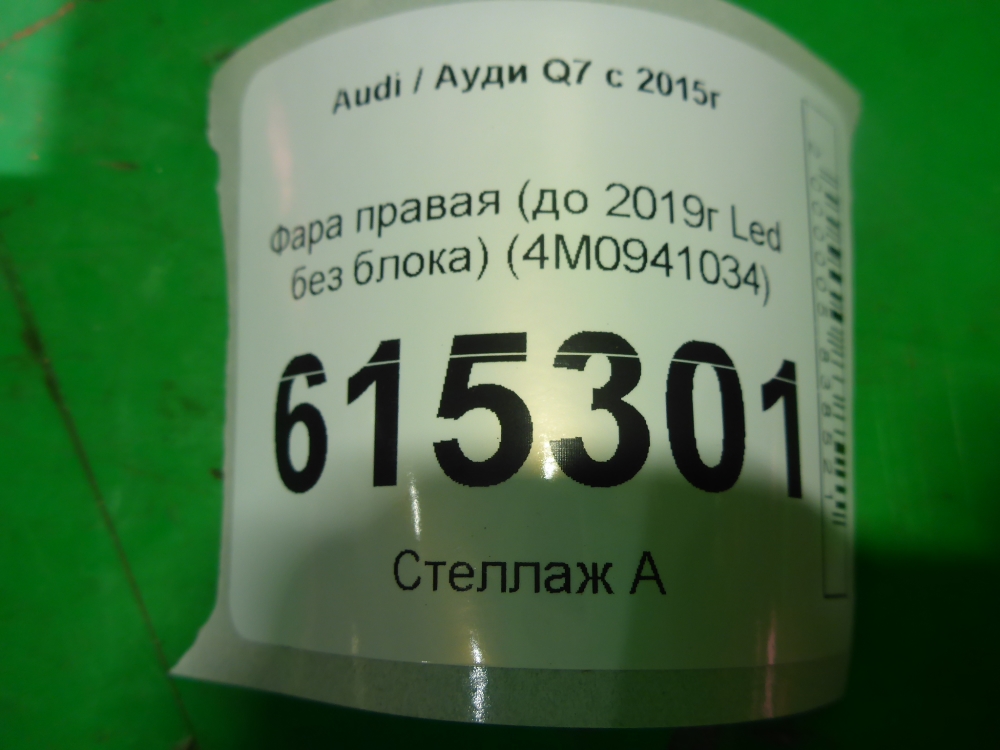 Audi / Ауди Q7 с 2015г
Фара правая (до 2019г Led
без блока) (4M0941034)
615301
Стеллаж А